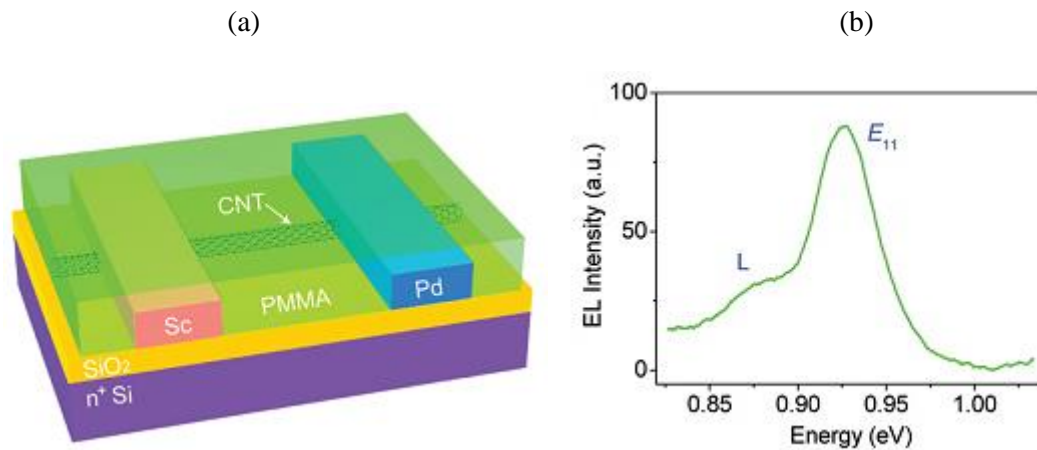 (a)
(b)
CNT
Pd
PMMA
Sc
SiO₂
n⁺ Si
100
50
0
EL Intensity (a.u.)
E₁₁
L
0.85 0.90 0.95 1.00
Energy (eV)